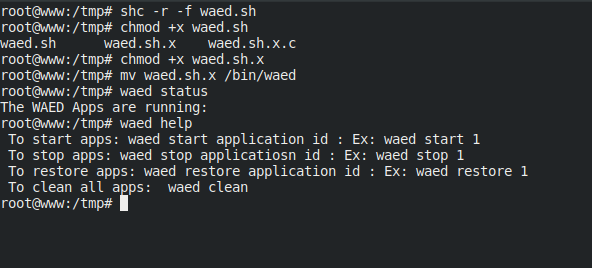 root@www:/tmp# shc -r -f waed.sh
root@www:/tmp# chmod +x waed.sh
waed.sh      waed.sh.x    waed.sh.x.c
root@www:/tmp# chmod +x waed.sh.x
root@www:/tmp# mv waed.sh.x /bin/waed
root@www:/tmp# waed status
The WAED Apps are running:
root@www:/tmp# waed help
 To start apps: waed start application id : Ex: waed start 1
 To stop apps: waed stop applicatiosn id : Ex: waed stop 1
 To restore apps: waed restore application id : Ex: waed restore 1
 To clean all apps:  waed clean
root@www:/tmp#